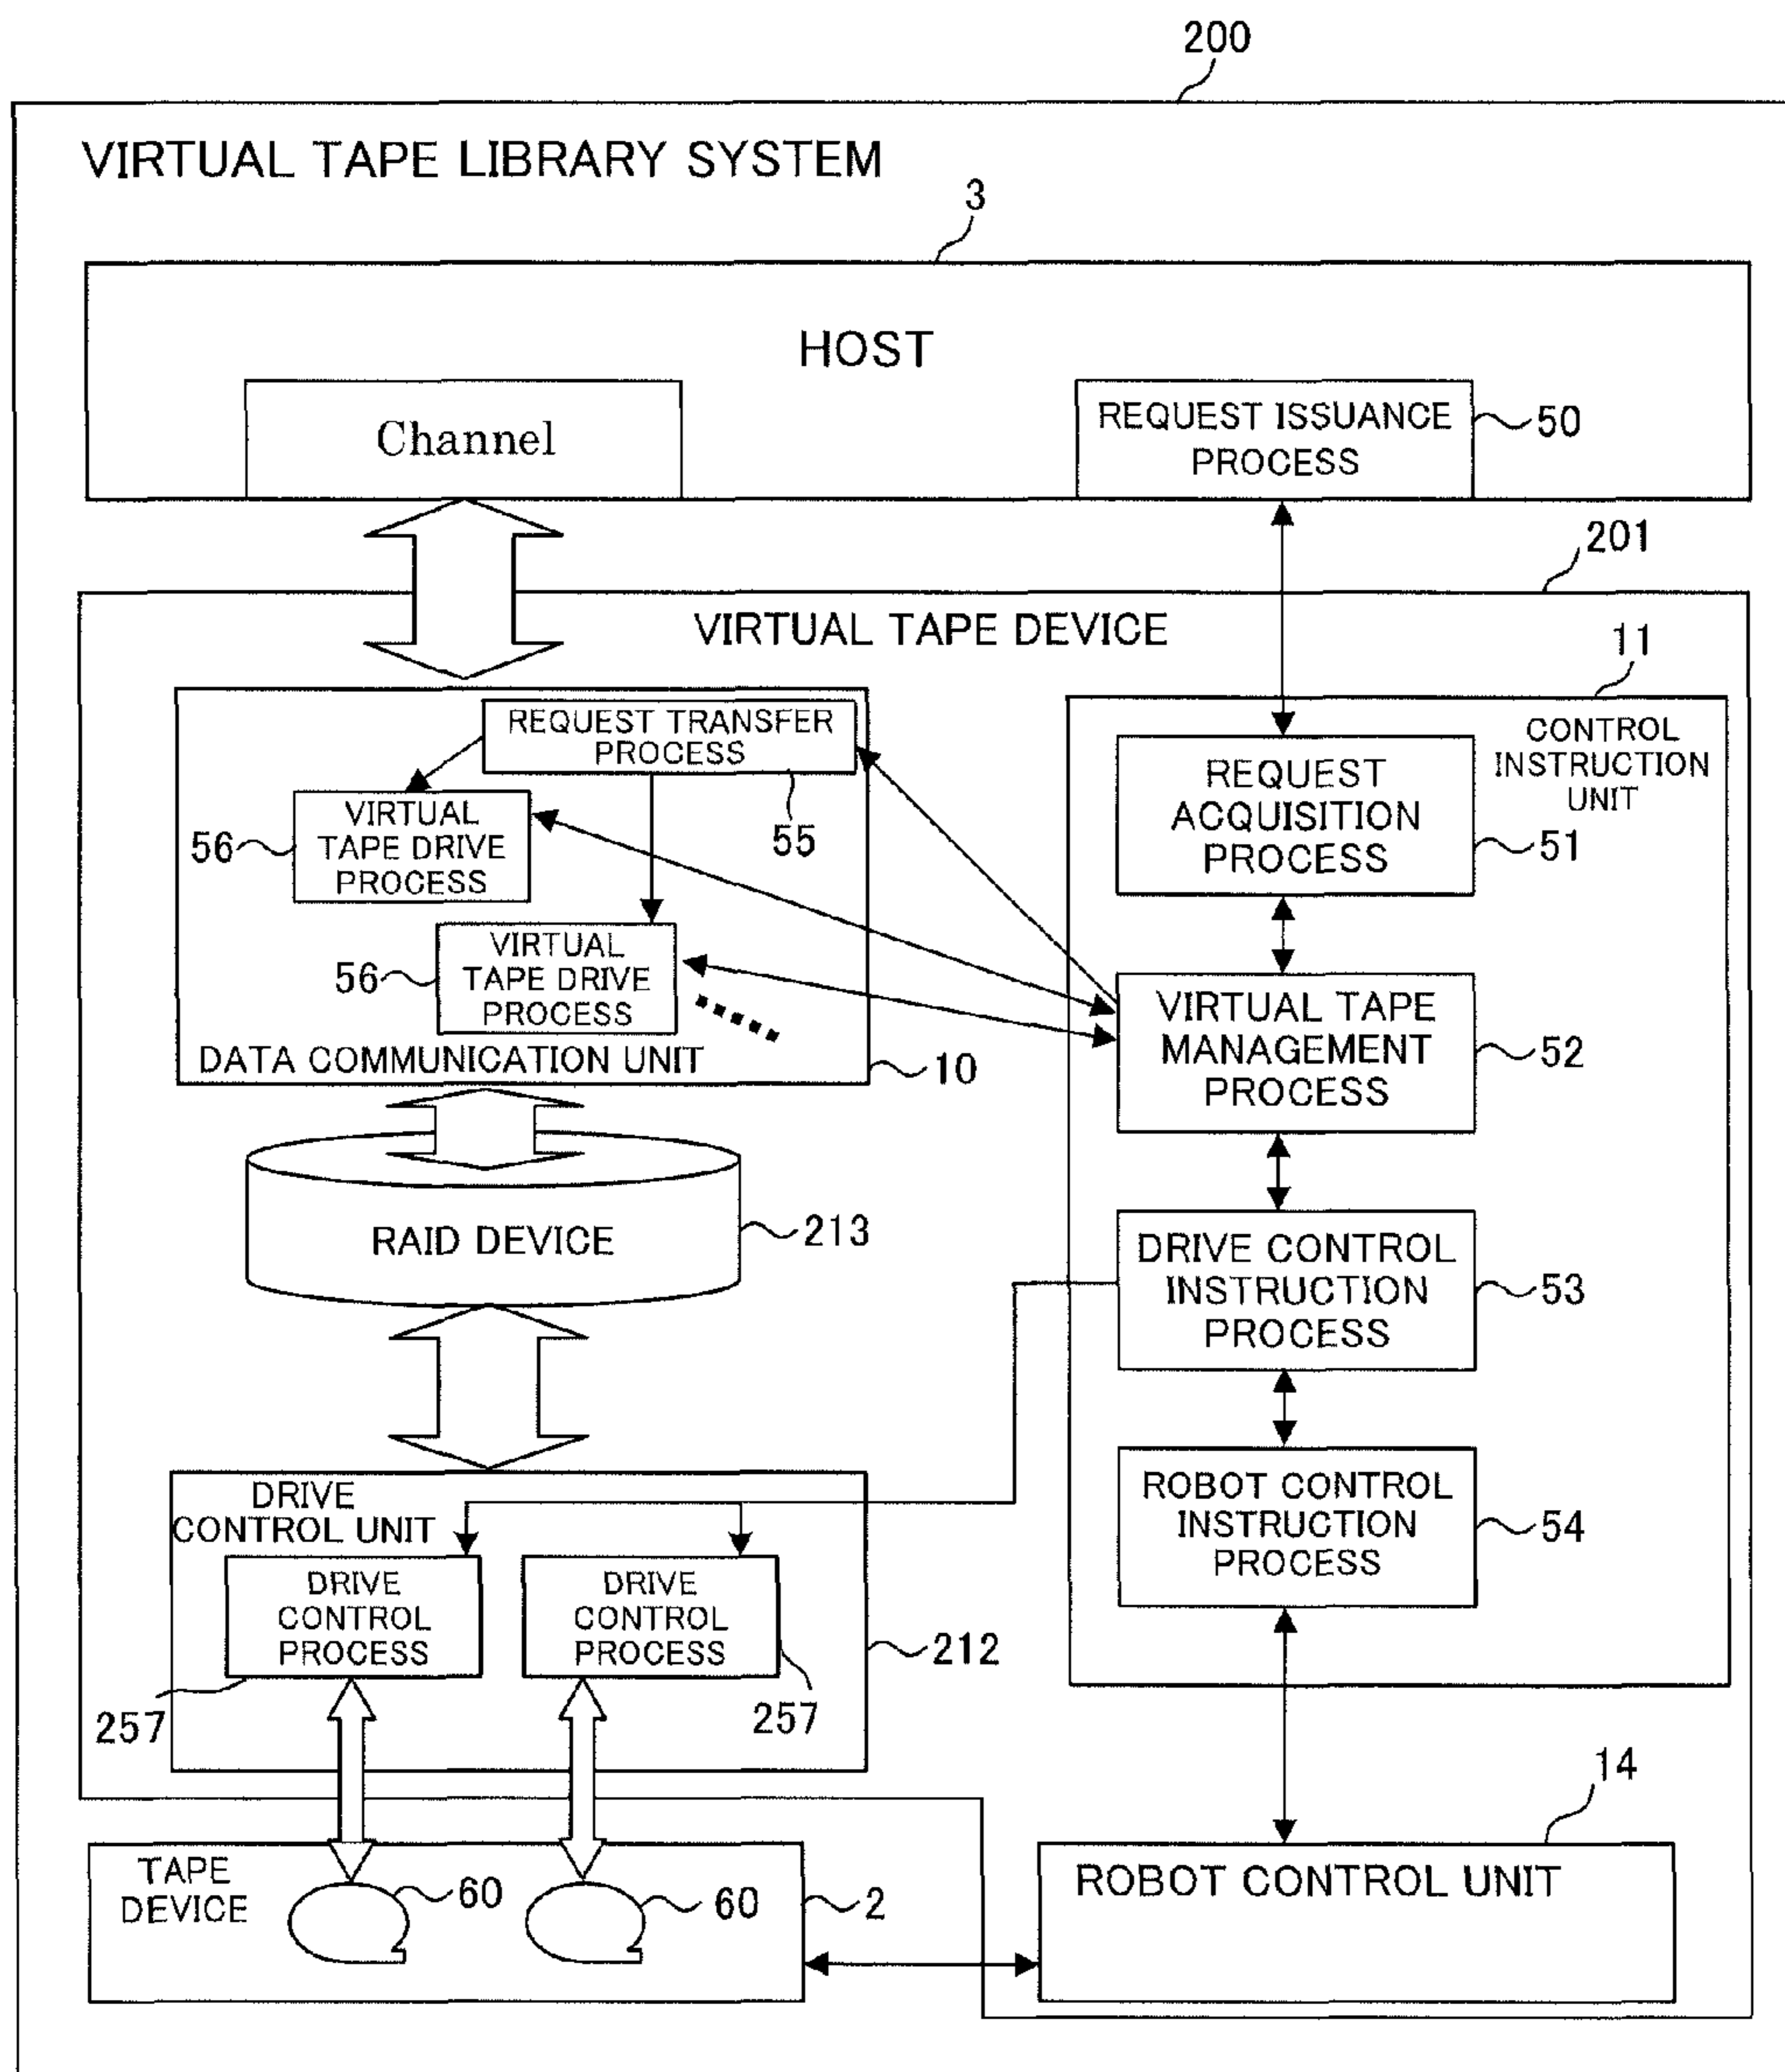 200
VIRTUAL TAPE LIBRARY SYSTEM
3
HOST
Channel
REQUEST ISSUANCE
PROCESS
50
201
VIRTUAL TAPE DEVICE
11
CONTROL
INSTRUCTION
UNIT
REQUEST TRANSFER
PROCESS
55
VIRTUAL
TAPE DRIVE
PROCESS
56
VIRTUAL
TAPE DRIVE
PROCESS
56
DATA COMMUNICATION UNIT
10
REQUEST
ACQUISITION
PROCESS
51
VIRTUAL TAPE
MANAGEMENT
PROCESS
52
RAID DEVICE
213
DRIVE CONTROL
INSTRUCTION
PROCESS
53
ROBOT CONTROL
INSTRUCTION
PROCESS
54
DRIVE
CONTROL UNIT
DRIVE
CONTROL
PROCESS
257
DRIVE
CONTROL
PROCESS
257
212
14
TAPE
DEVICE
60
60
2
ROBOT CONTROL UNIT